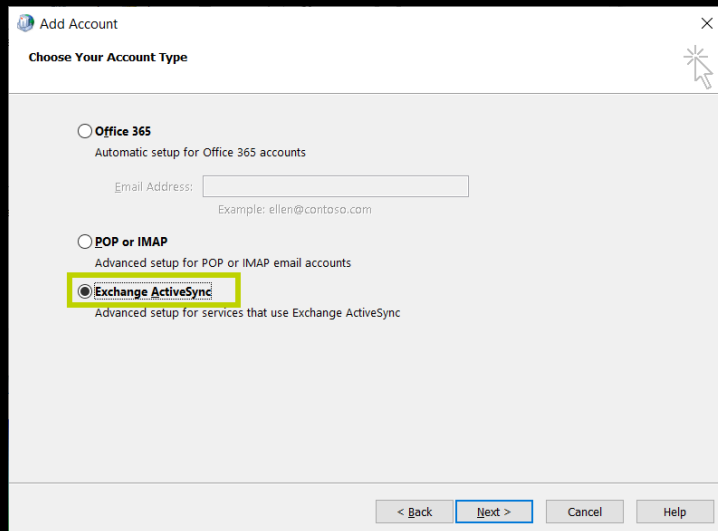 Add Account
Choose Your Account Type
Office 365
Automatic setup for Office 365 accounts
Email Address:
Example: ellen@contoso.com
POP or IMAP
Advanced setup for POP or IMAP email accounts
Exchange ActiveSync
Advanced setup for services that use Exchange ActiveSync
< Back Next > Cancel Help